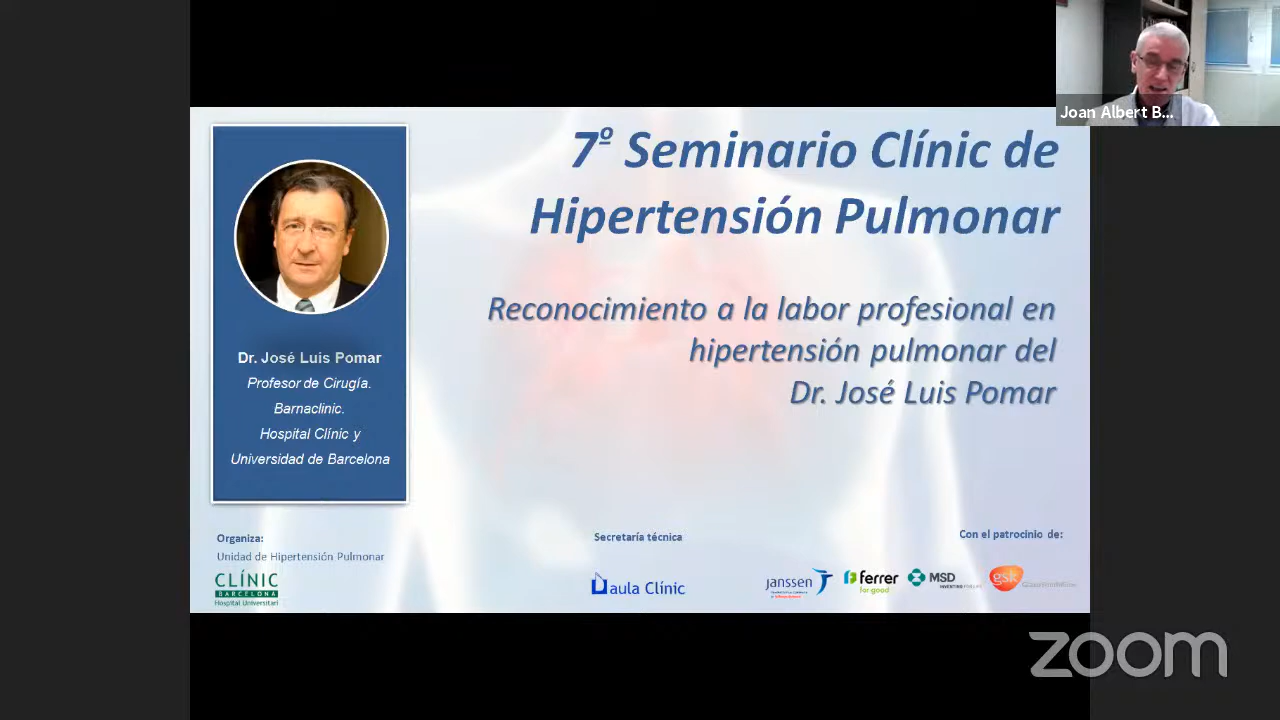 Joan Albert B...
7º Seminario Clínic de
Hipertensión Pulmonar
Reconocimiento a la labor profesional en
hipertensión pulmonar del
Dr. José Luis Pomar
Dr. José Luis Pomar
Profesor de Cirugía.
Barnaclinic.
Hospital Clínic y
Universidad de Barcelona
Organiza:
Unidad de Hipertensión Pulmonar
CLÍNIC
BARCELONA
Hospital Universitari
Secretaría técnica
aula Clínic
Con el patrocinio de:
janssen
ferrer
for good
MSD
gsk
zoom